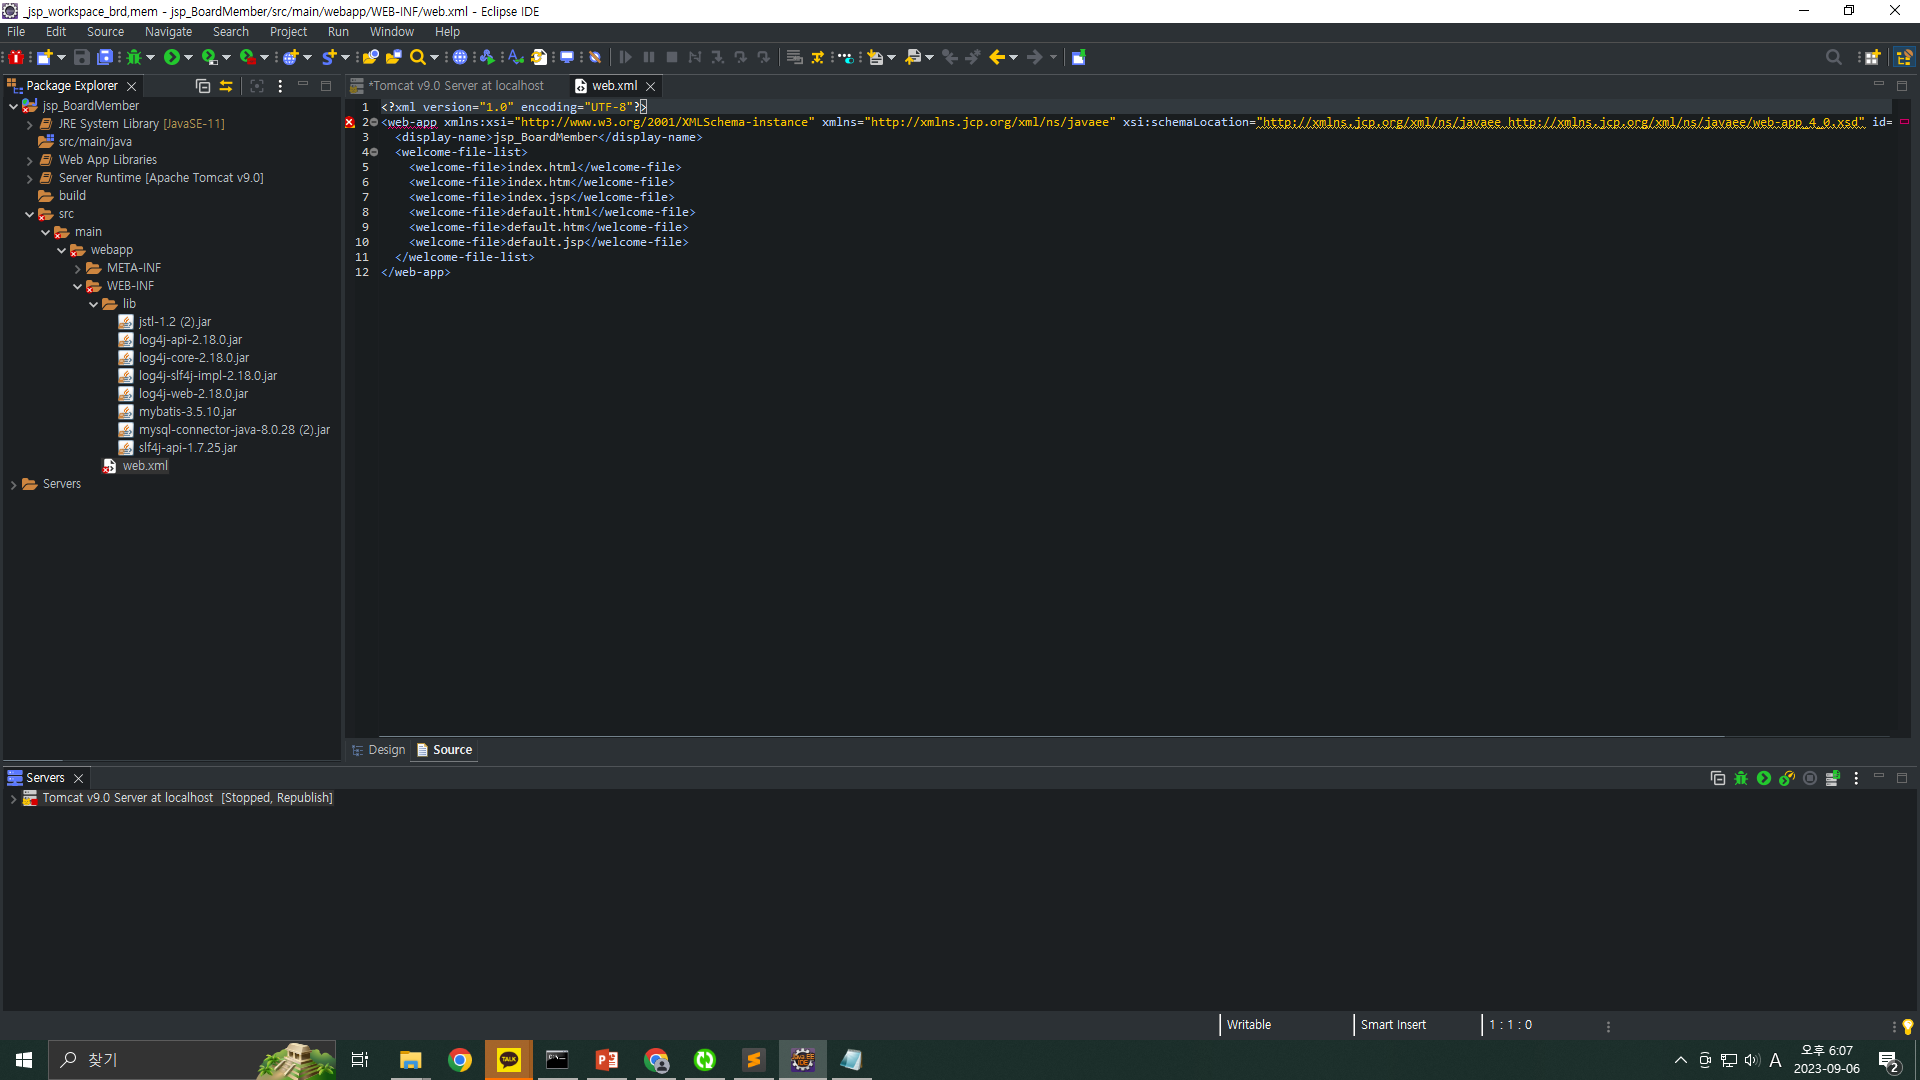 _jsp_workspace_brd,mem - jsp_BoardMember/src/main/webapp/WEB-INF/web.xml - Eclipse IDE
File Edit Source Navigate Search Project Run Window Help
Package Explorer
*Tomcat v9.0 Server at localhost
web.xml
jsp_BoardMember
JRE System Library [JavaSE-11]
src/main/java
Web App Libraries
Server Runtime [Apache Tomcat v9.0]
build
src
main
webapp
META-INF
WEB-INF
lib
jstl-1.2 (2).jar
log4j-api-2.18.0.jar
log4j-core-2.18.0.jar
log4j-slf4j-impl-2.18.0.jar
log4j-web-2.18.0.jar
mybatis-3.5.10.jar
mysql-connector-java-8.0.28 (2).jar
slf4j-api-1.7.25.jar
web.xml
Servers
1 <?xml version="1.0" encoding="UTF-8"?>
2 <web-app xmlns:xsi="http://www.w3.org/2001/XMLSchema-instance" xmlns="http://xmlns.jcp.org/xml/ns/javaee" xsi:schemaLocation="http://xmlns.jcp.org/xml/ns/javaee http://xmlns.jcp.org/xml/ns/javaee/web-app_4_0.xsd" id=
3 <display-name>jsp_BoardMember</display-name>
4 <welcome-file-list>
5 <welcome-file>index.html</welcome-file>
6 <welcome-file>index.htm</welcome-file>
7 <welcome-file>index.jsp</welcome-file>
8 <welcome-file>default.html</welcome-file>
9 <welcome-file>default.htm</welcome-file>
10 <welcome-file>default.jsp</welcome-file>
11 </welcome-file-list>
12 </web-app>
Design Source
Servers
Tomcat v9.0 Server at localhost [Stopped, Republish]
Writable Smart Insert 1 : 1 : 0
찾기
TALK
A
오후 6:07
2023-09-06
2